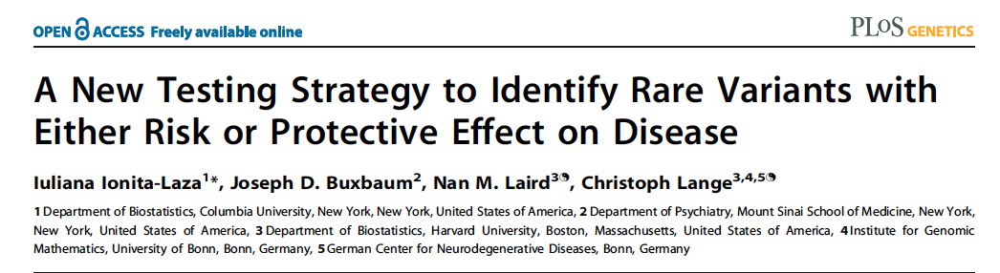 OPEN ACCESS Freely available online
PLoS GENETICS
A New Testing Strategy to Identify Rare Variants with
Either Risk or Protective Effect on Disease
Iuliana Ionita-Laza1*, Joseph D. Buxbaum2, Nan M. Laird3, Christoph Lange3,4,5
1 Department of Biostatistics, Columbia University, New York, New York, United States of America, 2 Department of Psychiatry, Mount Sinai School of Medicine, New York,
New York, United States of America, 3 Department of Biostatistics, Harvard University, Boston, Massachusetts, United States of America, 4 Institute for Genomic
Mathematics, University of Bonn, Bonn, Germany, 5 German Center for Neurodegenerative Diseases, Bonn, Germany